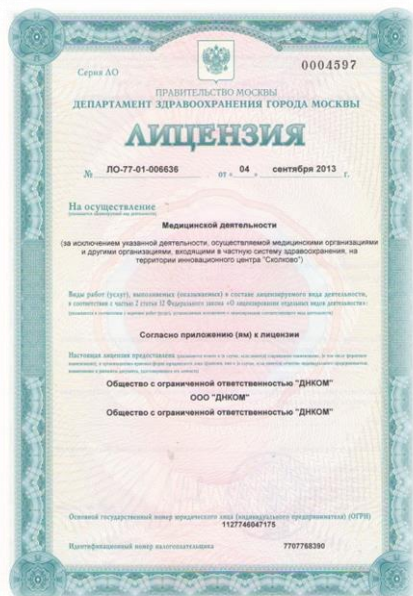 Серия ЛО
0004597
ПРАВИТЕЛЬСТВО МОСКВЫ
ДЕПАРТАМЕНТ ЗДРАВООХРАНЕНИЯ ГОРОДА МОСКВЫ
ЛИЦЕНЗИЯ
№ ЛО-77-01-006636 от « 04 » сентября 2013 г.
На осуществление
Медицинской деятельности
(за исключением указанной деятельности, осуществляемой медицинскими организациями
и другими организациями, входящими в частную систему здравоохранения, на
территории инновационного центра "Сколково")
Виды работ (услуг), выполняемых (оказываемых) в составе лицензируемого вида деятельности,
в соответствии с частью 2 статьи 12 Федерального закона «О лицензировании отдельных видов деятельности»:
Согласно приложению (ям) к лицензии
Настоящая лицензия предоставлена
Общество с ограниченной ответственностью "ДНКОМ"
ООО "ДНКОМ"
Общество с ограниченной ответственностью "ДНКОМ"
Основной государственный номер юридического лица (индивидуального предпринимателя) (ОГРН)
1127746047175
Идентификационный номер налогоплательщика 7707768390